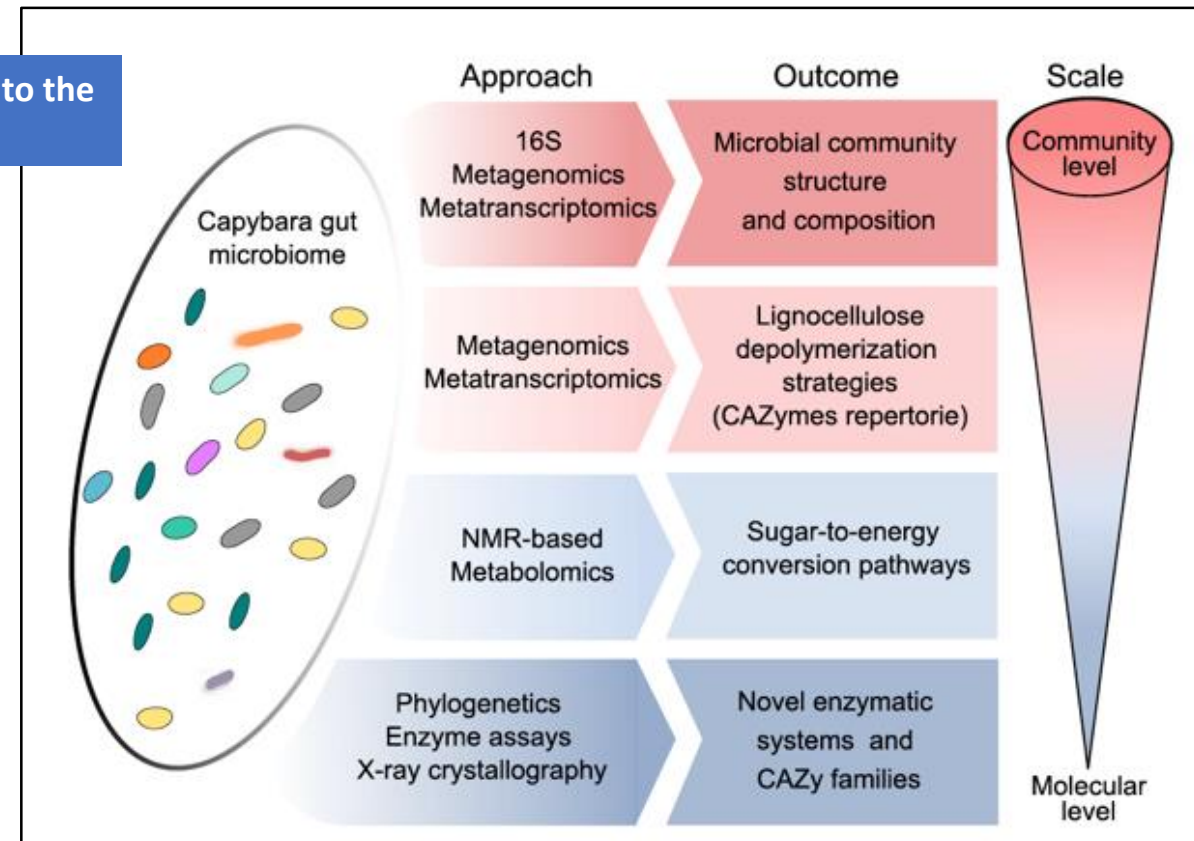 to the
Approach
Outcome
Scale
Capybara gut
microbiome
16S
Metagenomics
Metatranscriptomics
Microbial community
structure
and composition
Community
level
Metagenomics
Metatranscriptomics
Lignocellulose
depolymerization
strategies
(CAZymes repertorie)
NMR-based
Metabolomics
Sugar-to-energy
conversion pathways
Phylogenetics
Enzyme assays
X-ray crystallography
Novel enzymatic
systems and
CAZy families
Molecular
level